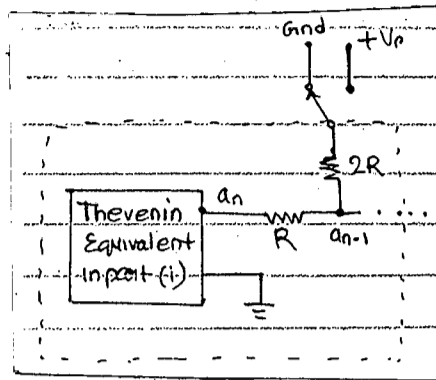 Gnd
+VR
2R
an
Thevenin
Equivalent
in part (i)
R
an-1